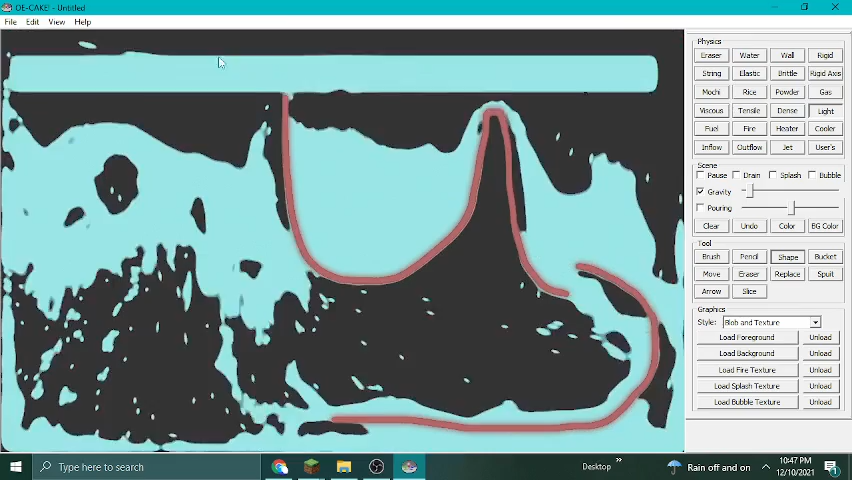 OE-CAKE! - Untitled
File Edit View Help
Physics
Eraser Water Wall Rigid
String Elastic Brittle Rigid Axis
Mochi Rice Powder Gas
Viscous Tensile Dense Light
Fuel Fire Heater Cooler
Inflow Outflow Jet User's
Scene
Pause Drain Splash Bubble
Gravity
Pouring
Clear Undo Color BG Color
Tool
Brush Pencil Shape Bucket
Move Eraser Replace Spuit
Arrow Slice
Graphics
Style: Blob and Texture
Load Foreground Unload
Load Background Unload
Load Fire Texture Unload
Load Splash Texture Unload
Load Bubble Texture Unload
Type here to search
Desktop
»
Rain off and on
10:47 PM
12/10/2021
1